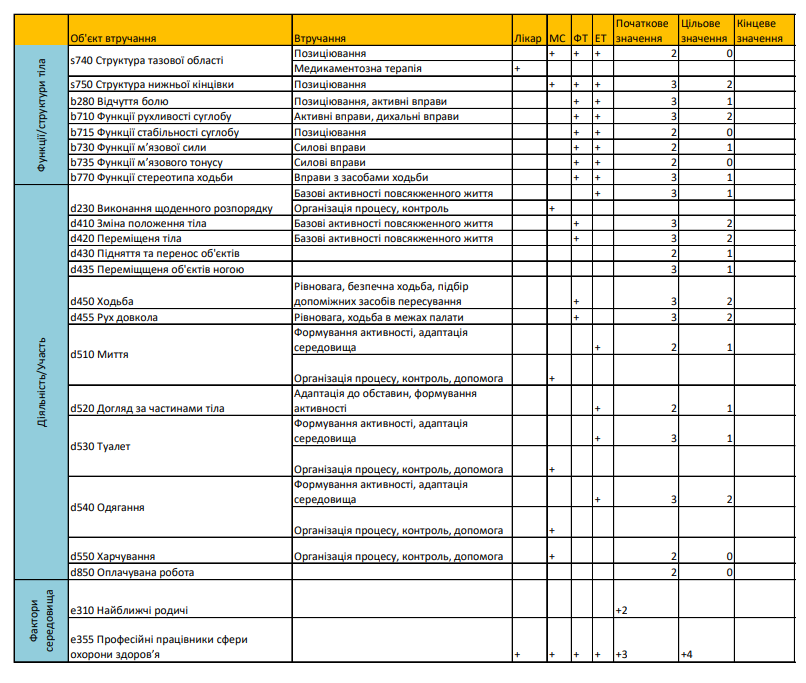 Об'єкт втручання Втручання Лікар МС ФТ ЕТ Початкове значення Цільове значення Кінцеве значення
Функції/структури тіла
s740 Структура тазової області Позиціювання + + + 2 0
Медикаментозна терапія +
s750 Структура нижньої кінцівки Позиціювання + + + 3 2
b280 Відчуття болю Позиціювання, активні вправи + + 3 1
b710 Функції рухливості суглобу Активні вправи, дихальні вправи + + 3 2
b715 Функції стабільності суглобу Позиціювання + + 2 0
b730 Функції м'язової сили Силові вправи + + 2 1
b735 Функції м'язового тонусу Силові вправи + + 2 0
b770 Функції стереотипа ходьби Вправи з засобами ходьби + + 3 1
Діяльність/Участь
Базові активності повсякженного життя + 3 1
d230 Виконання щоденного розпорядку Організація процесу, контроль +
d410 Зміна положення тіла Базові активності повсякженного життя + 3 2
d420 Переміщеня тіла Базові активності повсякженного життя + 3 2
d430 Підняття та перенос об'єктів 2 1
d435 Переміщщеня об'єктів ногою 3 1
Рівновага, безпечна ходьба, підбір
d450 Ходьба допоміжних засобів пересування + 3 2
d455 Рух довкола Рівновага, ходьба в межах палати + 3 2
Формування активності, адаптація
d510 Миття середовища + 2 1
Організація процесу, контроль, допомога +
Адаптація до обставин, формування
d520 Догляд за частинами тіла активності + 2 1
Формування активності, адаптація
d530 Туалет середовища + 3 1
Організація процесу, контроль, допомога +
Формування активності, адаптація
d540 Одягання середовища + 3 2
Організація процесу, контроль, допомога +
d550 Харчування Організація процесу, контроль, допомога + 2 0
d850 Оплачувана робота 2 0
Фактори
середовища
e310 Найближчі родичі +2
e355 Професійні працівники сфери
охорони здоров'я + + + + +3 +4